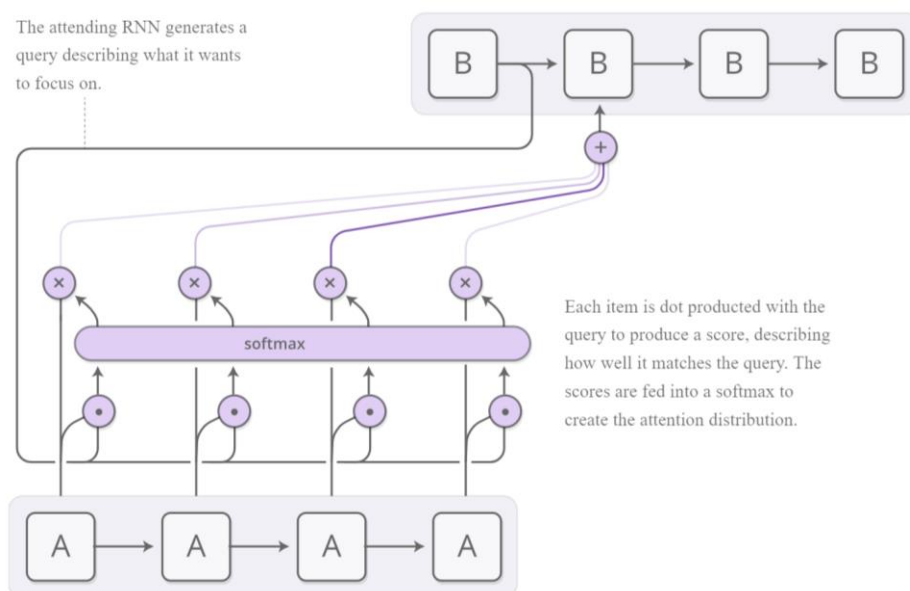 The attending RNN generates a
query describing what it wants
to focus on.
B B B B
+
× × × ×
softmax
Each item is dot producted with the
query to produce a score, describing
how well it matches the query. The
scores are fed into a softmax to
create the attention distribution.
A A A A